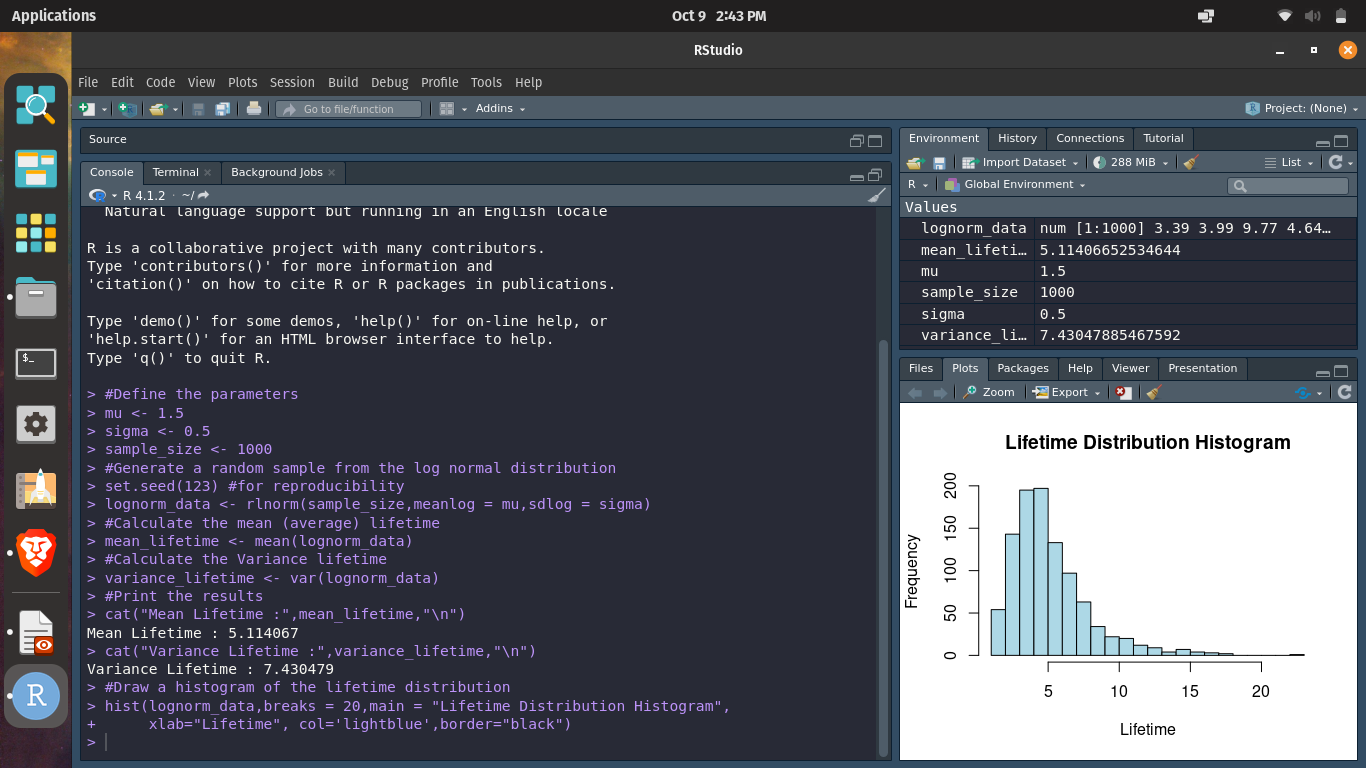 Applications
Oct 9 2:43 PM
RStudio
File Edit Code View Plots Session Build Debug Profile Tools Help
Go to file/function
Addins
Project: (None)
Source
Console Terminal Background Jobs
R 4.1.2 · ~/
Natural language support but running in an English locale
R is a collaborative project with many contributors.
Type 'contributors()' for more information and
'citation()' on how to cite R or R packages in publications.
Type 'demo()' for some demos, 'help()' for on-line help, or
'help.start()' for an HTML browser interface to help.
Type 'q()' to quit R.
> #Define the parameters
> mu <- 1.5
> sigma <- 0.5
> sample_size <- 1000
> #Generate a random sample from the log normal distribution
> set.seed(123) #for reproducibility
> lognorm_data <- rlnorm(sample_size,meanlog = mu,sdlog = sigma)
> #Calculate the mean (average) lifetime
> mean_lifetime <- mean(lognorm_data)
> #Calculate the Variance lifetime
> variance_lifetime <- var(lognorm_data)
> #Print the results
> cat("Mean Lifetime :",mean_lifetime,"\n")
Mean Lifetime : 5.114067
> cat("Variance Lifetime :",variance_lifetime,"\n")
Variance Lifetime : 7.430479
> #Draw a histogram of the lifetime distribution
> hist(lognorm_data,breaks = 20,main = "Lifetime Distribution Histogram",
+      xlab="Lifetime", col='lightblue',border="black")
>
Environment History Connections Tutorial
Import Dataset 288 MiB List
R Global Environment
Values
lognorm_data num [1:1000] 3.39 3.99 9.77 4.64…
mean_lifeti… 5.11406652534644
mu 1.5
sample_size 1000
sigma 0.5
variance_li… 7.43047885467592
Files Plots Packages Help Viewer Presentation
Zoom Export
Lifetime Distribution Histogram
Frequency
200
150
100
50
0
5 10 15 20
Lifetime
$_
R